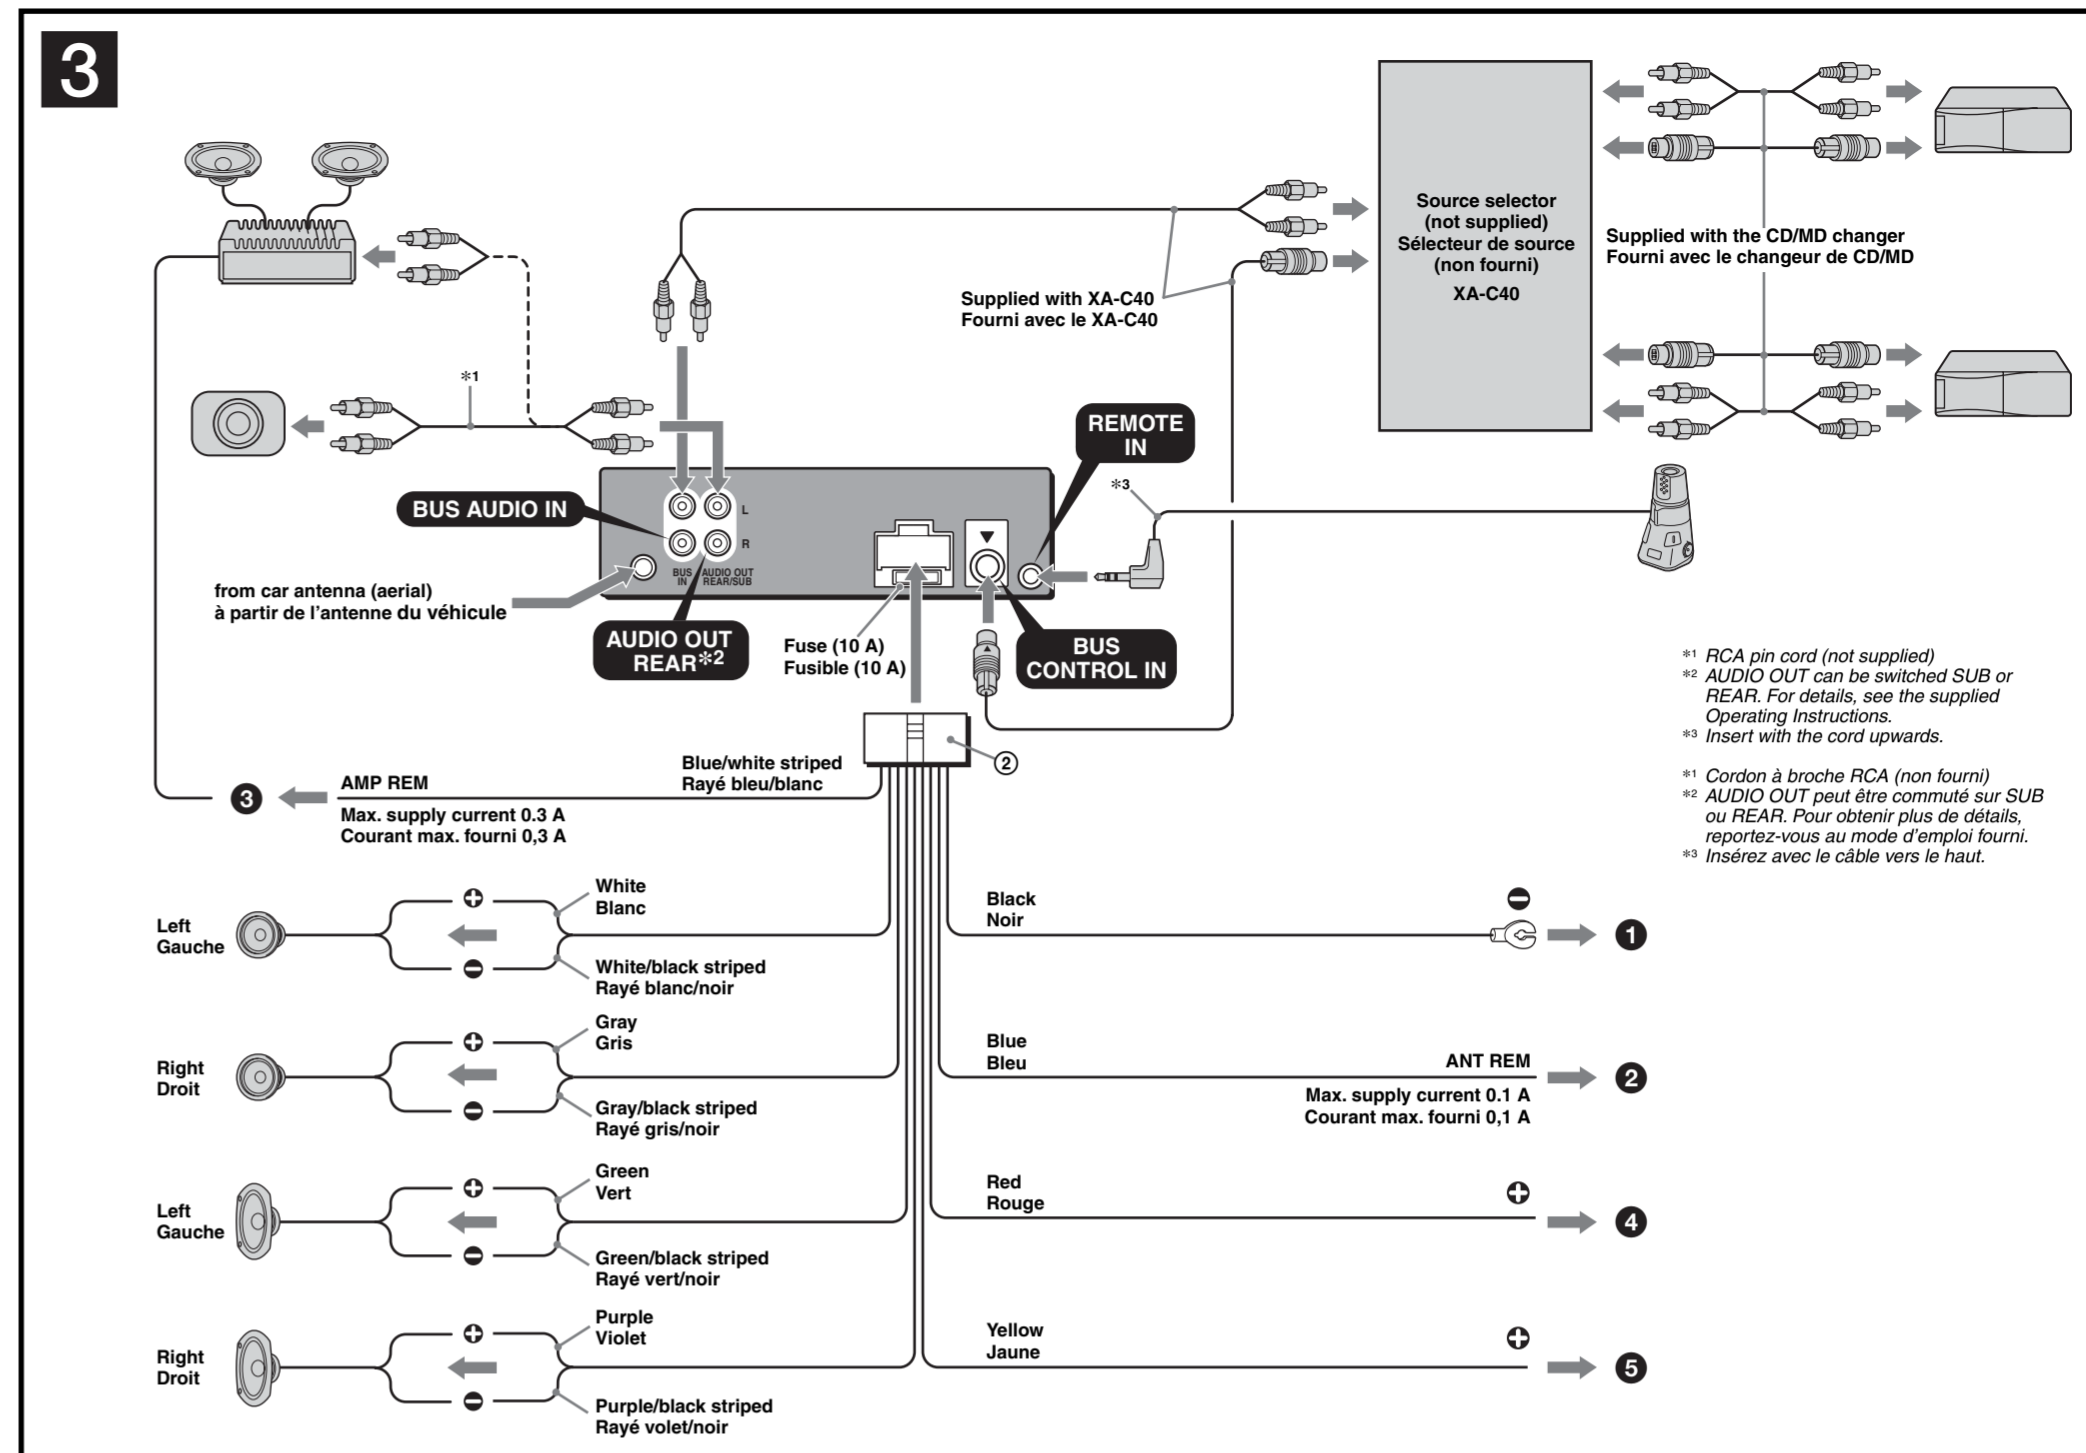 3
Source selector
(not supplied)
Sélecteur de source
(non fourni)
XA-C40
Supplied with the CD/MD changer
Fourni avec le changeur de CD/MD
Supplied with XA-C40
Fourni avec le XA-C40
*1
REMOTE
IN
*3
BUS AUDIO IN
L
R
BUS
IN
AUDIO OUT
REAR/SUB
from car antenna (aerial)
à partir de l'antenne du véhicule
AUDIO OUT
REAR*2
Fuse (10 A)
Fusible (10 A)
BUS
CONTROL IN
*1 RCA pin cord (not supplied)
*2 AUDIO OUT can be switched SUB or
REAR. For details, see the supplied
Operating Instructions.
*3 Insert with the cord upwards.
*1 Cordon à broche RCA (non fourni)
*2 AUDIO OUT peut être commuté sur SUB
ou REAR. Pour obtenir plus de détails,
reportez-vous au mode d'emploi fourni.
*3 Insérez avec le câble vers le haut.
②
Blue/white striped
Rayé bleu/blanc
❸
AMP REM
Max. supply current 0.3 A
Courant max. fourni 0,3 A
Left
Gauche
+
−
White
Blanc
White/black striped
Rayé blanc/noir
Black
Noir
−
❶
Right
Droit
+
−
Gray
Gris
Gray/black striped
Rayé gris/noir
Blue
Bleu
ANT REM
Max. supply current 0.1 A
Courant max. fourni 0,1 A
❷
Left
Gauche
+
−
Green
Vert
Green/black striped
Rayé vert/noir
Red
Rouge
+
❹
Right
Droit
+
−
Purple
Violet
Purple/black striped
Rayé volet/noir
Yellow
Jaune
+
❺